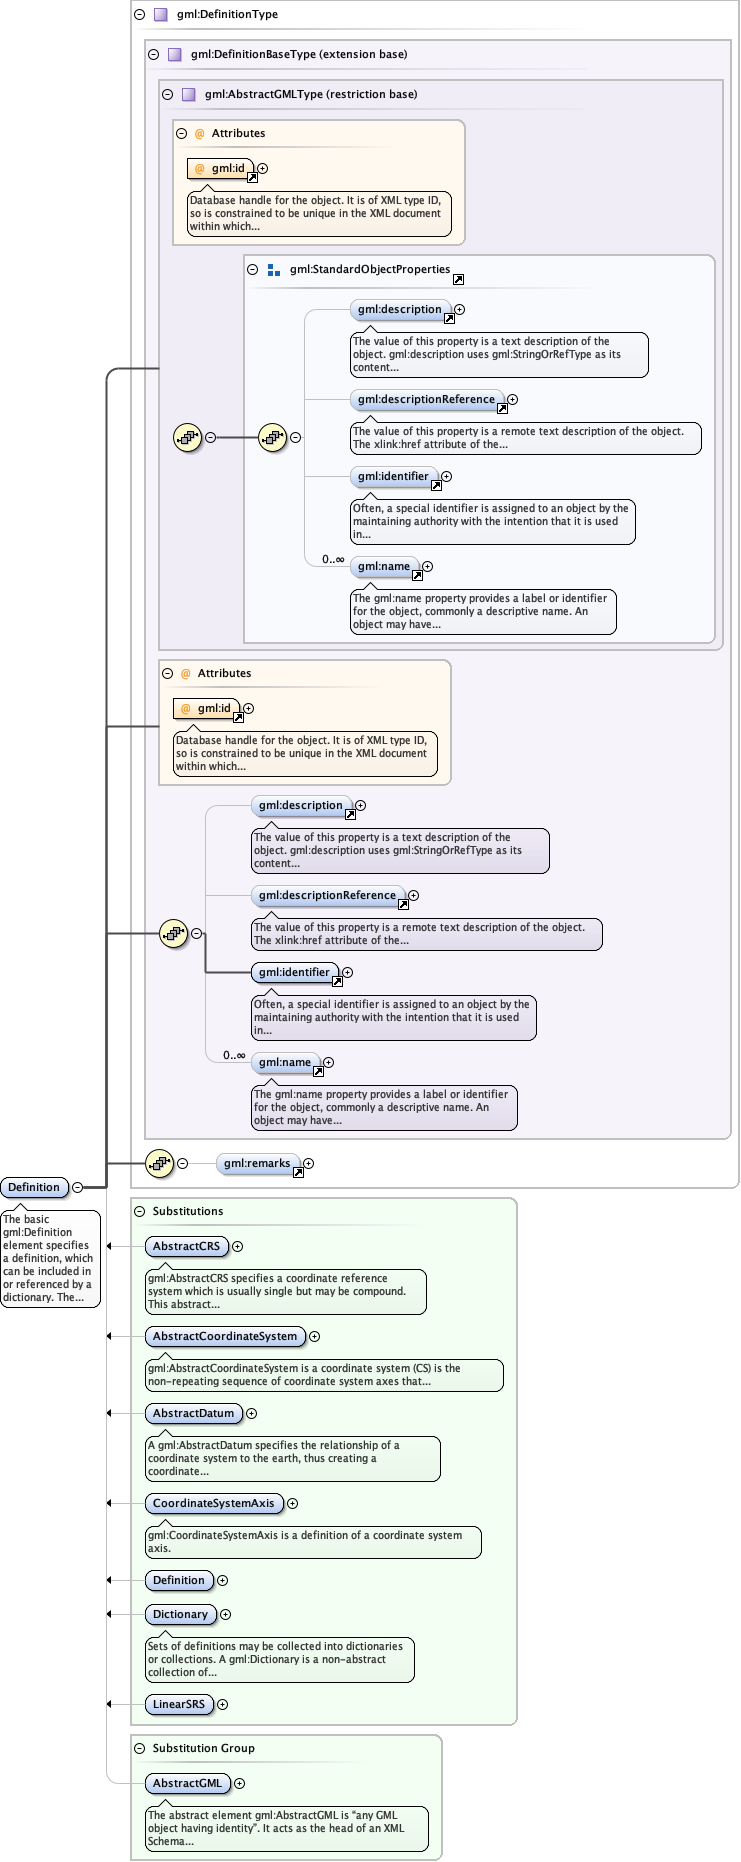 gml:DefinitionType
gml:DefinitionBaseType (extension base)
gml:AbstractGMLType (restriction base)
@ Attributes
@ gml:id
Database handle for the object. It is of XML type ID,
so is constrained to be unique in the XML document
within which...
gml:StandardObjectProperties
gml:description
The value of this property is a text description of the
object. gml:description uses gml:StringOrRefType as its
content...
gml:descriptionReference
The value of this property is a remote text description of the object.
The xlink:href attribute of the...
gml:identifier
Often, a special identifier is assigned to an object by the
maintaining authority with the intention that it is used
in...
0..∞
gml:name
The gml:name property provides a label or identifier
for the object, commonly a descriptive name. An
object may have...
@ Attributes
@ gml:id
Database handle for the object. It is of XML type ID,
so is constrained to be unique in the XML document
within which...
gml:description
The value of this property is a text description of the
object. gml:description uses gml:StringOrRefType as its
content...
gml:descriptionReference
The value of this property is a remote text description of the object.
The xlink:href attribute of the...
gml:identifier
Often, a special identifier is assigned to an object by the
maintaining authority with the intention that it is used
in...
0..∞
gml:name
The gml:name property provides a label or identifier
for the object, commonly a descriptive name. An
object may have...
gml:remarks
Definition
The basic
gml:Definition
element specifies
a definition, which
can be included in
or referenced by a
dictionary. The...
Substitutions
AbstractCRS
gml:AbstractCRS specifies a coordinate reference
system which is usually single but may be compound.
This abstract...
AbstractCoordinateSystem
gml:AbstractCoordinateSystem is a coordinate system (CS) is the
non-repeating sequence of coordinate system axes that...
AbstractDatum
A gml:AbstractDatum specifies the relationship of a
coordinate system to the earth, thus creating a
coordinate...
CoordinateSystemAxis
gml:CoordinateSystemAxis is a definition of a coordinate system
axis.
Definition
Dictionary
Sets of definitions may be collected into dictionaries
or collections. A gml:Dictionary is a non-abstract
collection of...
LinearSRS
Substitution Group
AbstractGML
The abstract element gml:AbstractGML is “any GML
object having identity”. It acts as the head of an XML
Schema...